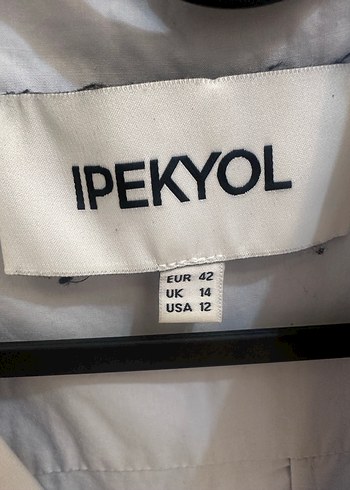 IPEKYOL
EUR 42
UK 14
USA 12